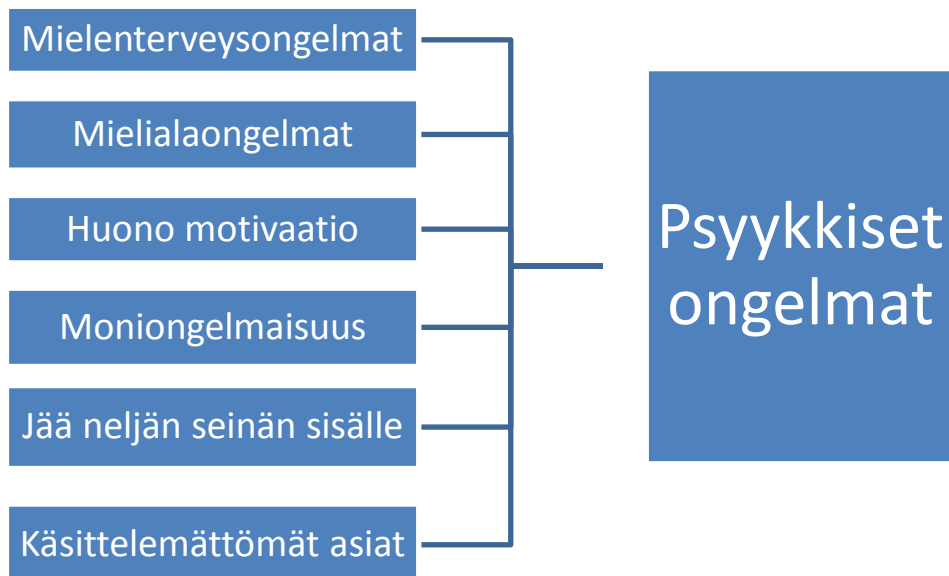 Mielenterveysongelmat
Mielialaongelmat
Huono motivaatio
Moniongelmaisuus
Jää neljän seinän sisälle
Käsittelemättömät asiat
Psyykkiset
ongelmat